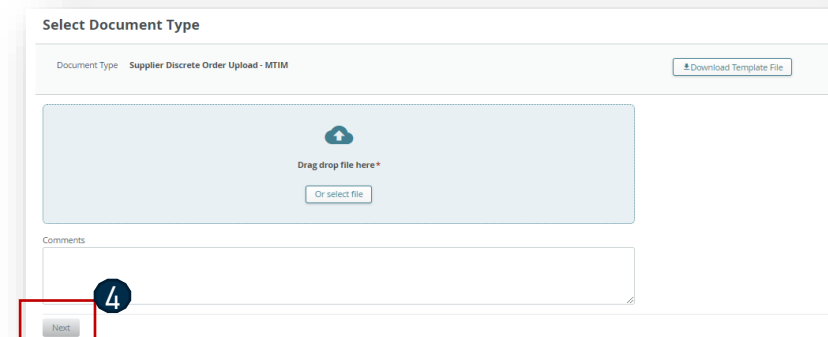 Select Document Type
Document Type Supplier Discrete Order Upload - MTIM
Download Template File
Drag drop file here*
Or select file
Comments
4
Next